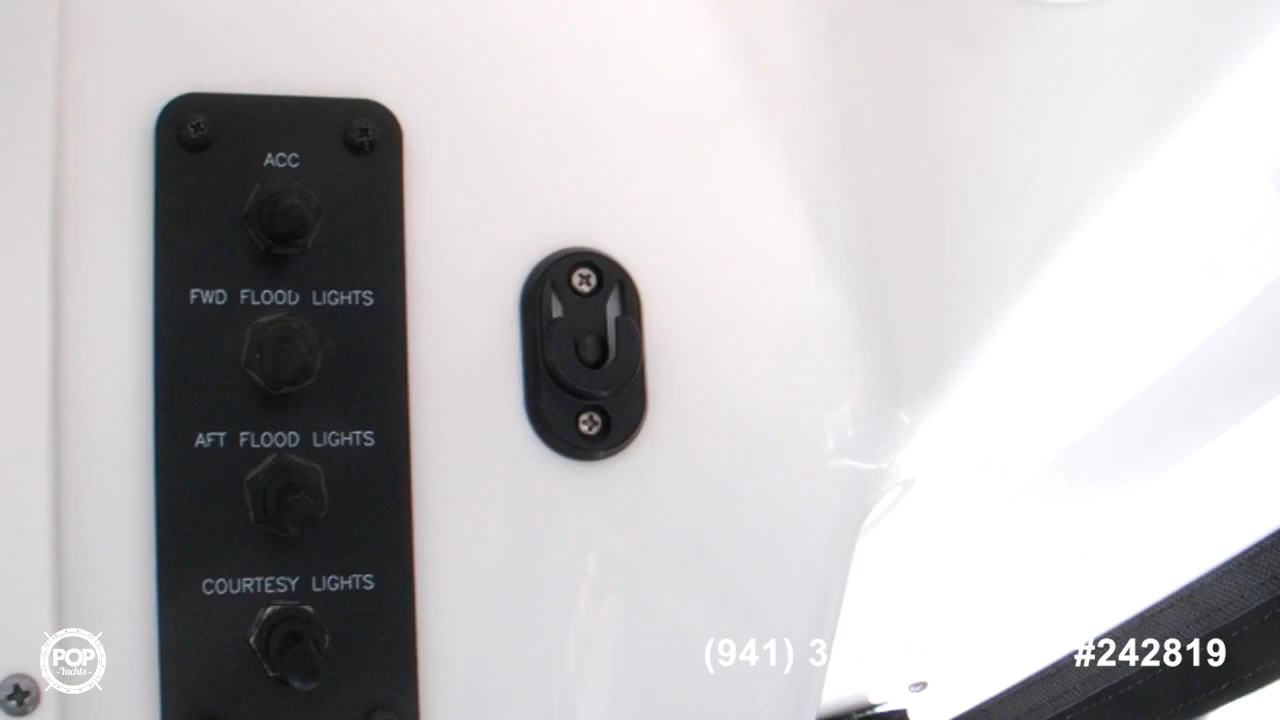 ACC
FWD FLOOD LIGHTS
AFT FLOOD LIGHTS
COURTESY LIGHTS
POP
-Yachts-
(941) 3
#242819